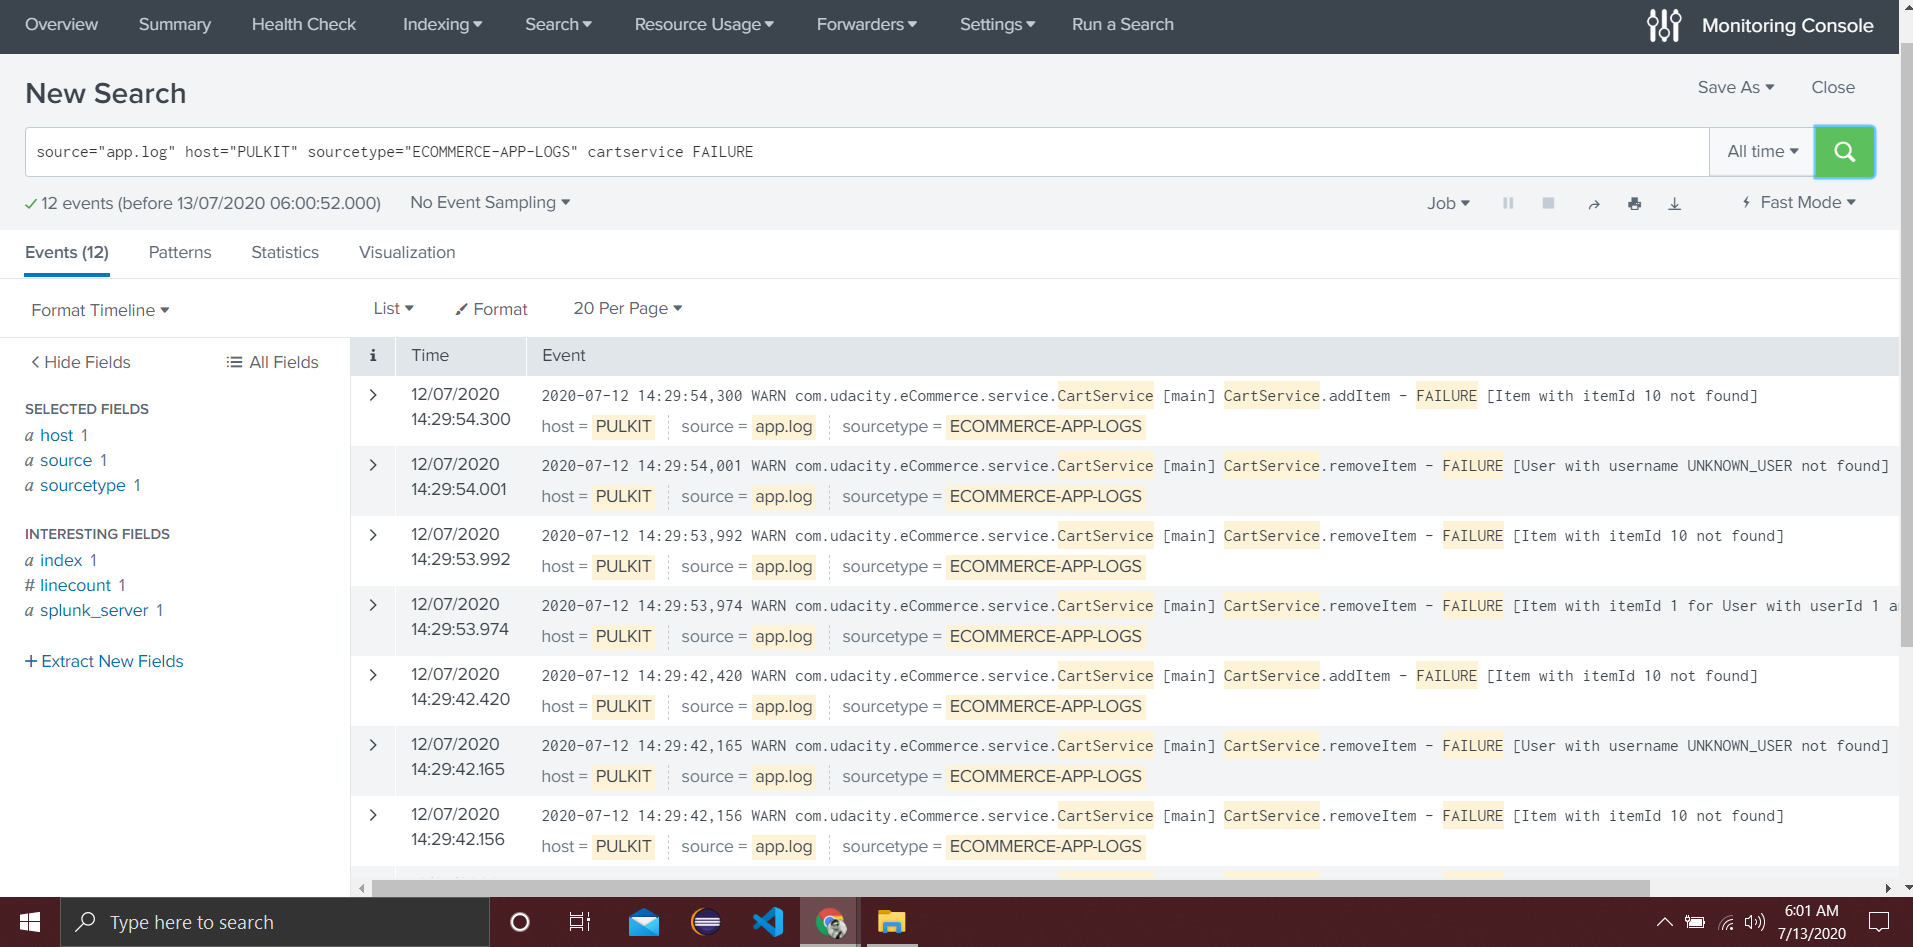 Overview Summary Health Check Indexing Search Resource Usage Forwarders Settings Run a Search Monitoring Console
New Search
Save As Close
source="app.log" host="PULKIT" sourcetype="ECOMMERCE-APP-LOGS" cartservice FAILURE
All time
12 events (before 13/07/2020 06:00:52.000) No Event Sampling
Job Fast Mode
Events (12) Patterns Statistics Visualization
Format Timeline
List Format 20 Per Page
Hide Fields All Fields
SELECTED FIELDS
a host 1
a source 1
a sourcetype 1
INTERESTING FIELDS
a index 1
# linecount 1
a splunk_server 1
+ Extract New Fields
i Time Event
12/07/2020
14:29:54.300
2020-07-12 14:29:54,300 WARN com.udacity.eCommerce.service.CartService [main] CartService.addItem - FAILURE [Item with itemId 10 not found]
host = PULKIT source = app.log sourcetype = ECOMMERCE-APP-LOGS
12/07/2020
14:29:54.001
2020-07-12 14:29:54,001 WARN com.udacity.eCommerce.service.CartService [main] CartService.removeItem - FAILURE [User with username UNKNOWN_USER not found]
host = PULKIT source = app.log sourcetype = ECOMMERCE-APP-LOGS
12/07/2020
14:29:53.992
2020-07-12 14:29:53,992 WARN com.udacity.eCommerce.service.CartService [main] CartService.removeItem - FAILURE [Item with itemId 10 not found]
host = PULKIT source = app.log sourcetype = ECOMMERCE-APP-LOGS
12/07/2020
14:29:53.974
2020-07-12 14:29:53,974 WARN com.udacity.eCommerce.service.CartService [main] CartService.removeItem - FAILURE [Item with itemId 1 for User with userId 1
host = PULKIT source = app.log sourcetype = ECOMMERCE-APP-LOGS
12/07/2020
14:29:42.420
2020-07-12 14:29:42,420 WARN com.udacity.eCommerce.service.CartService [main] CartService.addItem - FAILURE [Item with itemId 10 not found]
host = PULKIT source = app.log sourcetype = ECOMMERCE-APP-LOGS
12/07/2020
14:29:42.165
2020-07-12 14:29:42,165 WARN com.udacity.eCommerce.service.CartService [main] CartService.removeItem - FAILURE [User with username UNKNOWN_USER not found]
host = PULKIT source = app.log sourcetype = ECOMMERCE-APP-LOGS
12/07/2020
14:29:42.156
2020-07-12 14:29:42,156 WARN com.udacity.eCommerce.service.CartService [main] CartService.removeItem - FAILURE [Item with itemId 10 not found]
host = PULKIT source = app.log sourcetype = ECOMMERCE-APP-LOGS
Type here to search
6:01 AM
7/13/2020